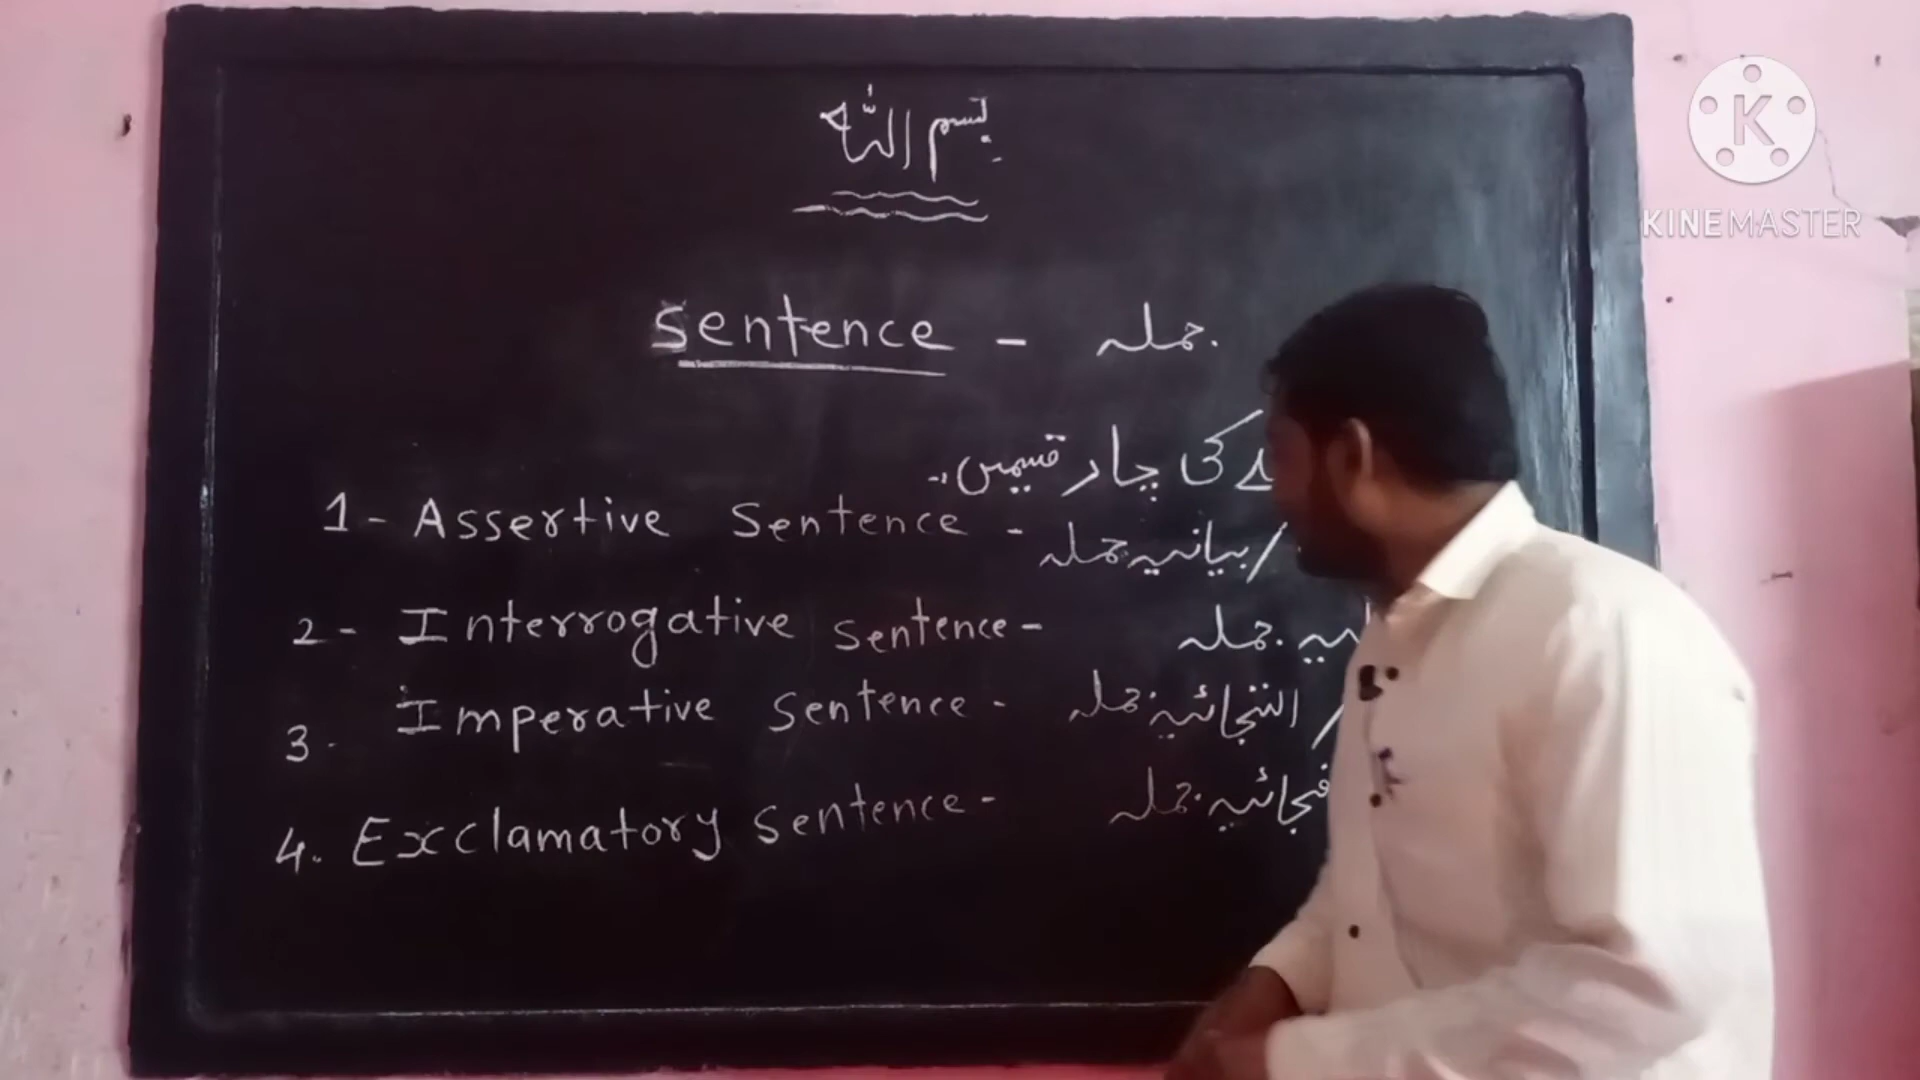 بسم اللہ
Sentence - جملہ
کی چار قسمیں
1 - Assertive Sentence - / بیانیہ جملہ
2 - Interrogative Sentence - جملہ
3 - Imperative Sentence - / التجائیہ جملہ
4. Exclamatory Sentence - جملہ
K
KINEMASTER